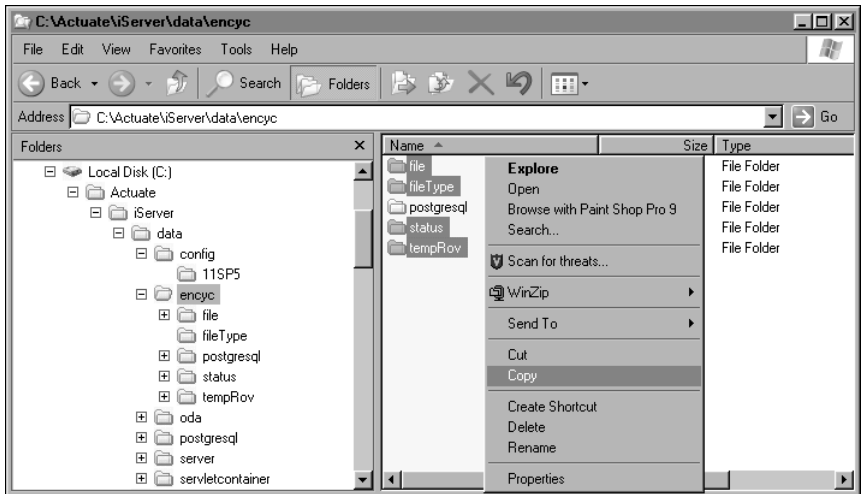 C:\Actuate\iServer\data\encyc
File Edit View Favorites Tools Help
Back Search Folders
Address C:\Actuate\iServer\data\encyc Go
Folders
Local Disk (C:)
Actuate
iServer
data
config
11SP5
encyc
file
fileType
postgresql
status
tempRov
oda
postgresql
server
servletcontainer
Name Size Type
file File Folder
fileType File Folder
postgresql File Folder
status File Folder
tempRov File Folder
Explore
Open
Browse with Paint Shop Pro 9
Search...
Scan for threats...
WinZip
Send To
Cut
Copy
Create Shortcut
Delete
Rename
Properties